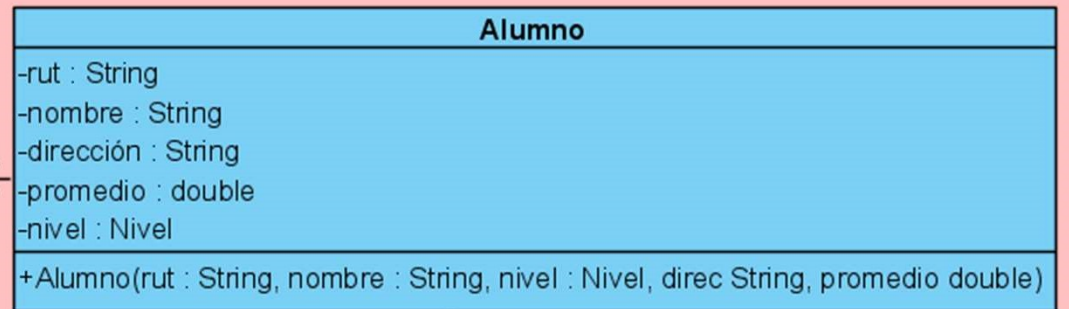 Alumno
-rut : String
-nombre : String
-dirección : String
-promedio : double
-nivel : Nivel
+Alumno(rut : String, nombre : String, nivel : Nivel, direc String, promedio double)